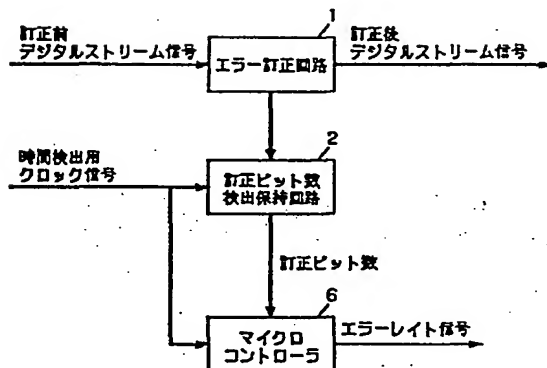 1
訂正前
デジタルストリーム信号
エラー訂正回路
訂正後
デジタルストリーム信号
2
時間検出用
クロック信号
訂正ビット数
検出保持回路
訂正ビット数
6
マイクロ
コントローラ
エラーレイト信号